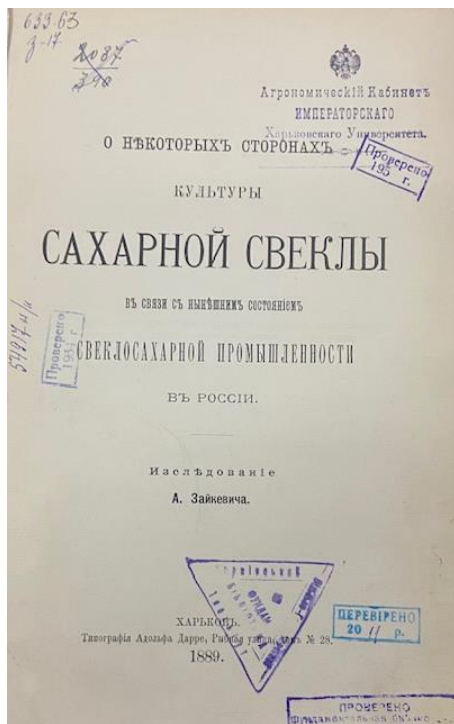 633-63
З-17
2087
Агрономическій Кабинетъ
ИМПЕРАТОРСКАГО
Харьковскаго Университета.
Проверено
195 г.
О НѢКОТОРЫХЪ СТОРОНАХЪ
КУЛЬТУРЫ
САХАРНОЙ СВЕКЛЫ
ВЪ СВЯЗИ СЪ НЫНѢШНИМЪ СОСТОЯНІЕМЪ
СВЕКЛОСАХАРНОЙ ПРОМЫШЛЕННОСТИ
ВЪ РОССІИ.
Проверено
Изслѣдованіе
А. Зайкевича.
ХАРЬКОВЪ.
Типографія Адольфа Дарре, Рыбная улица, домъ № 28.
1889.
ПЕРЕВІРЕНО
20 11 р.
ПРОВЕРЕНО